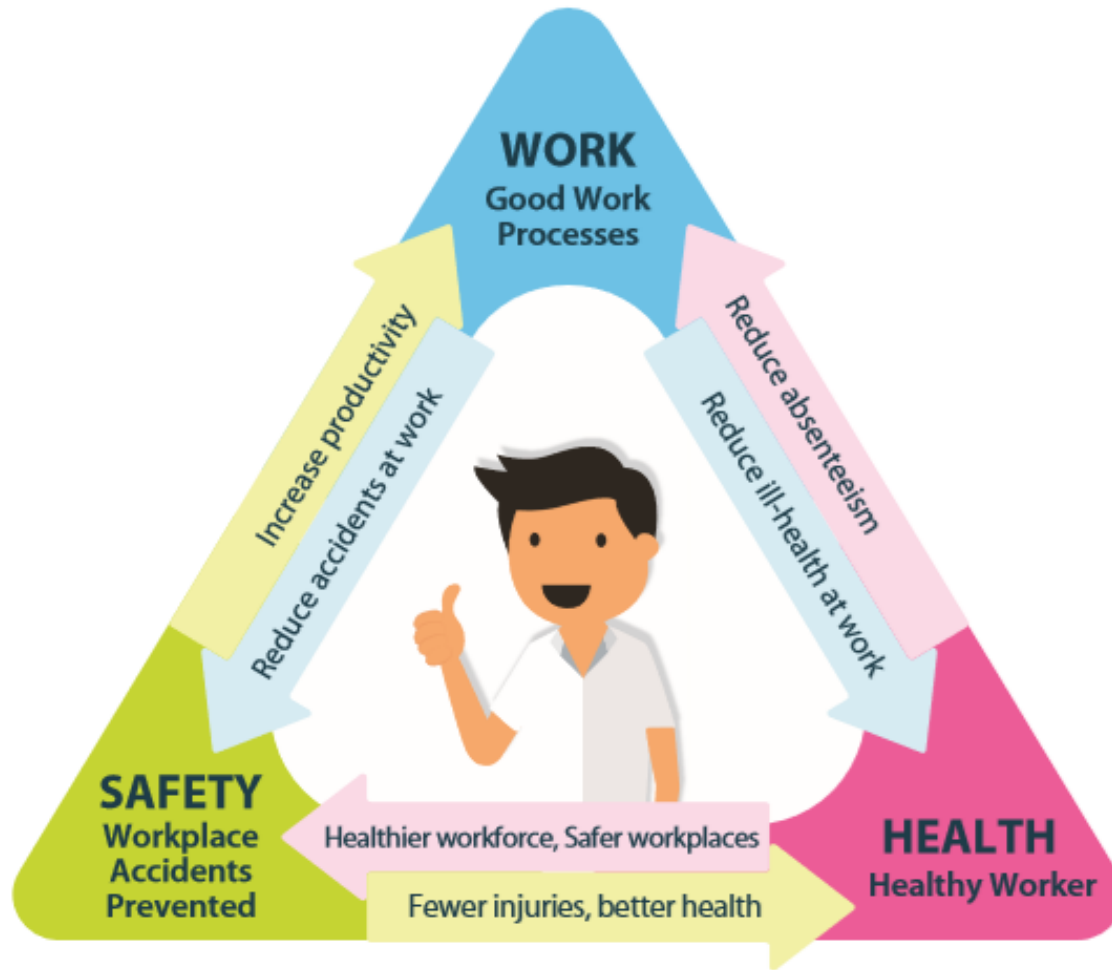 WORK
Good Work
Processes
Increase productivity
Reduce accidents at work
Reduce absenteeism
Reduce ill-health at work
SAFETY
Workplace
Accidents
Prevented
Healthier workforce, Safer workplaces
Fewer injuries, better health
HEALTH
Healthy Worker